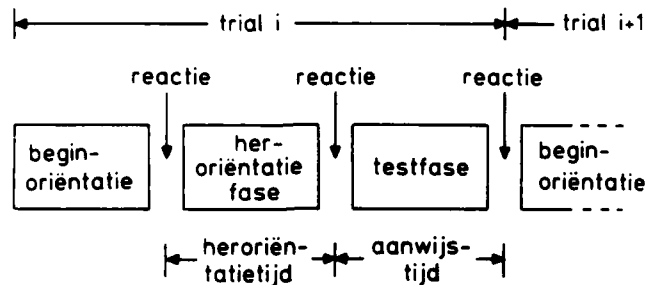 trial i
trial i+1
reactie
reactie
reactie
begin-
oriëntatie
her-
oriëntatie
fase
testfase
begin-
oriëntatie
heroriën-
tatietijd
aanwijs-
tijd